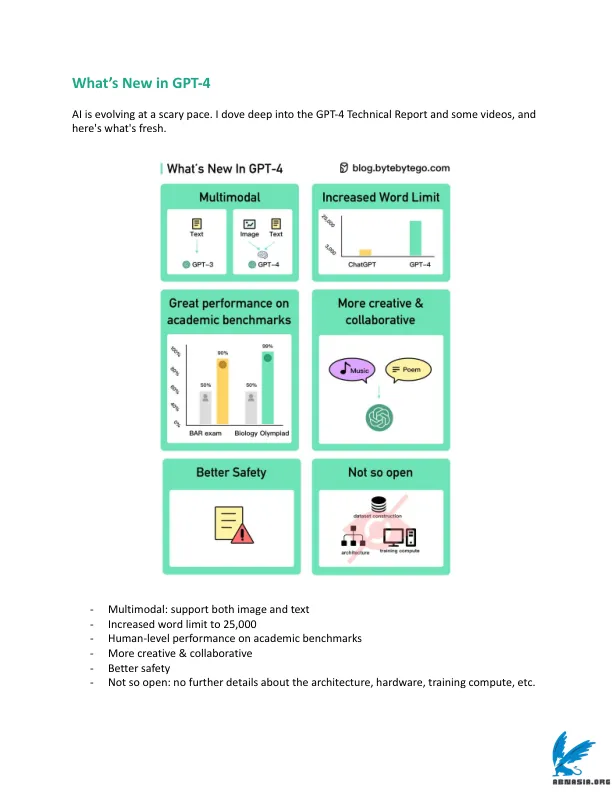 What's New in GPT-4
AI is evolving at a scary pace. I dove deep into the GPT-4 Technical Report and some videos, and
here's what's fresh.
What's New In GPT-4
blog.bytebytego.com
Multimodal
Text
GPT-3
Image
Text
GPT-4
Increased Word Limit
25,000
3,000
ChatGPT
GPT-4
Great performance on
academic benchmarks
100%
80%
60%
40%
0%
50%
90%
50%
99%
BAR exam
Biology Olympiad
More creative &
collaborative
Music
Poem
Better Safety
Not so open
dataset construction
architecture
training compute
- Multimodal: support both image and text
- Increased word limit to 25,000
- Human-level performance on academic benchmarks
- More creative & collaborative
- Better safety
- Not so open: no further details about the architecture, hardware, training compute, etc.
ABNASIA.ORG